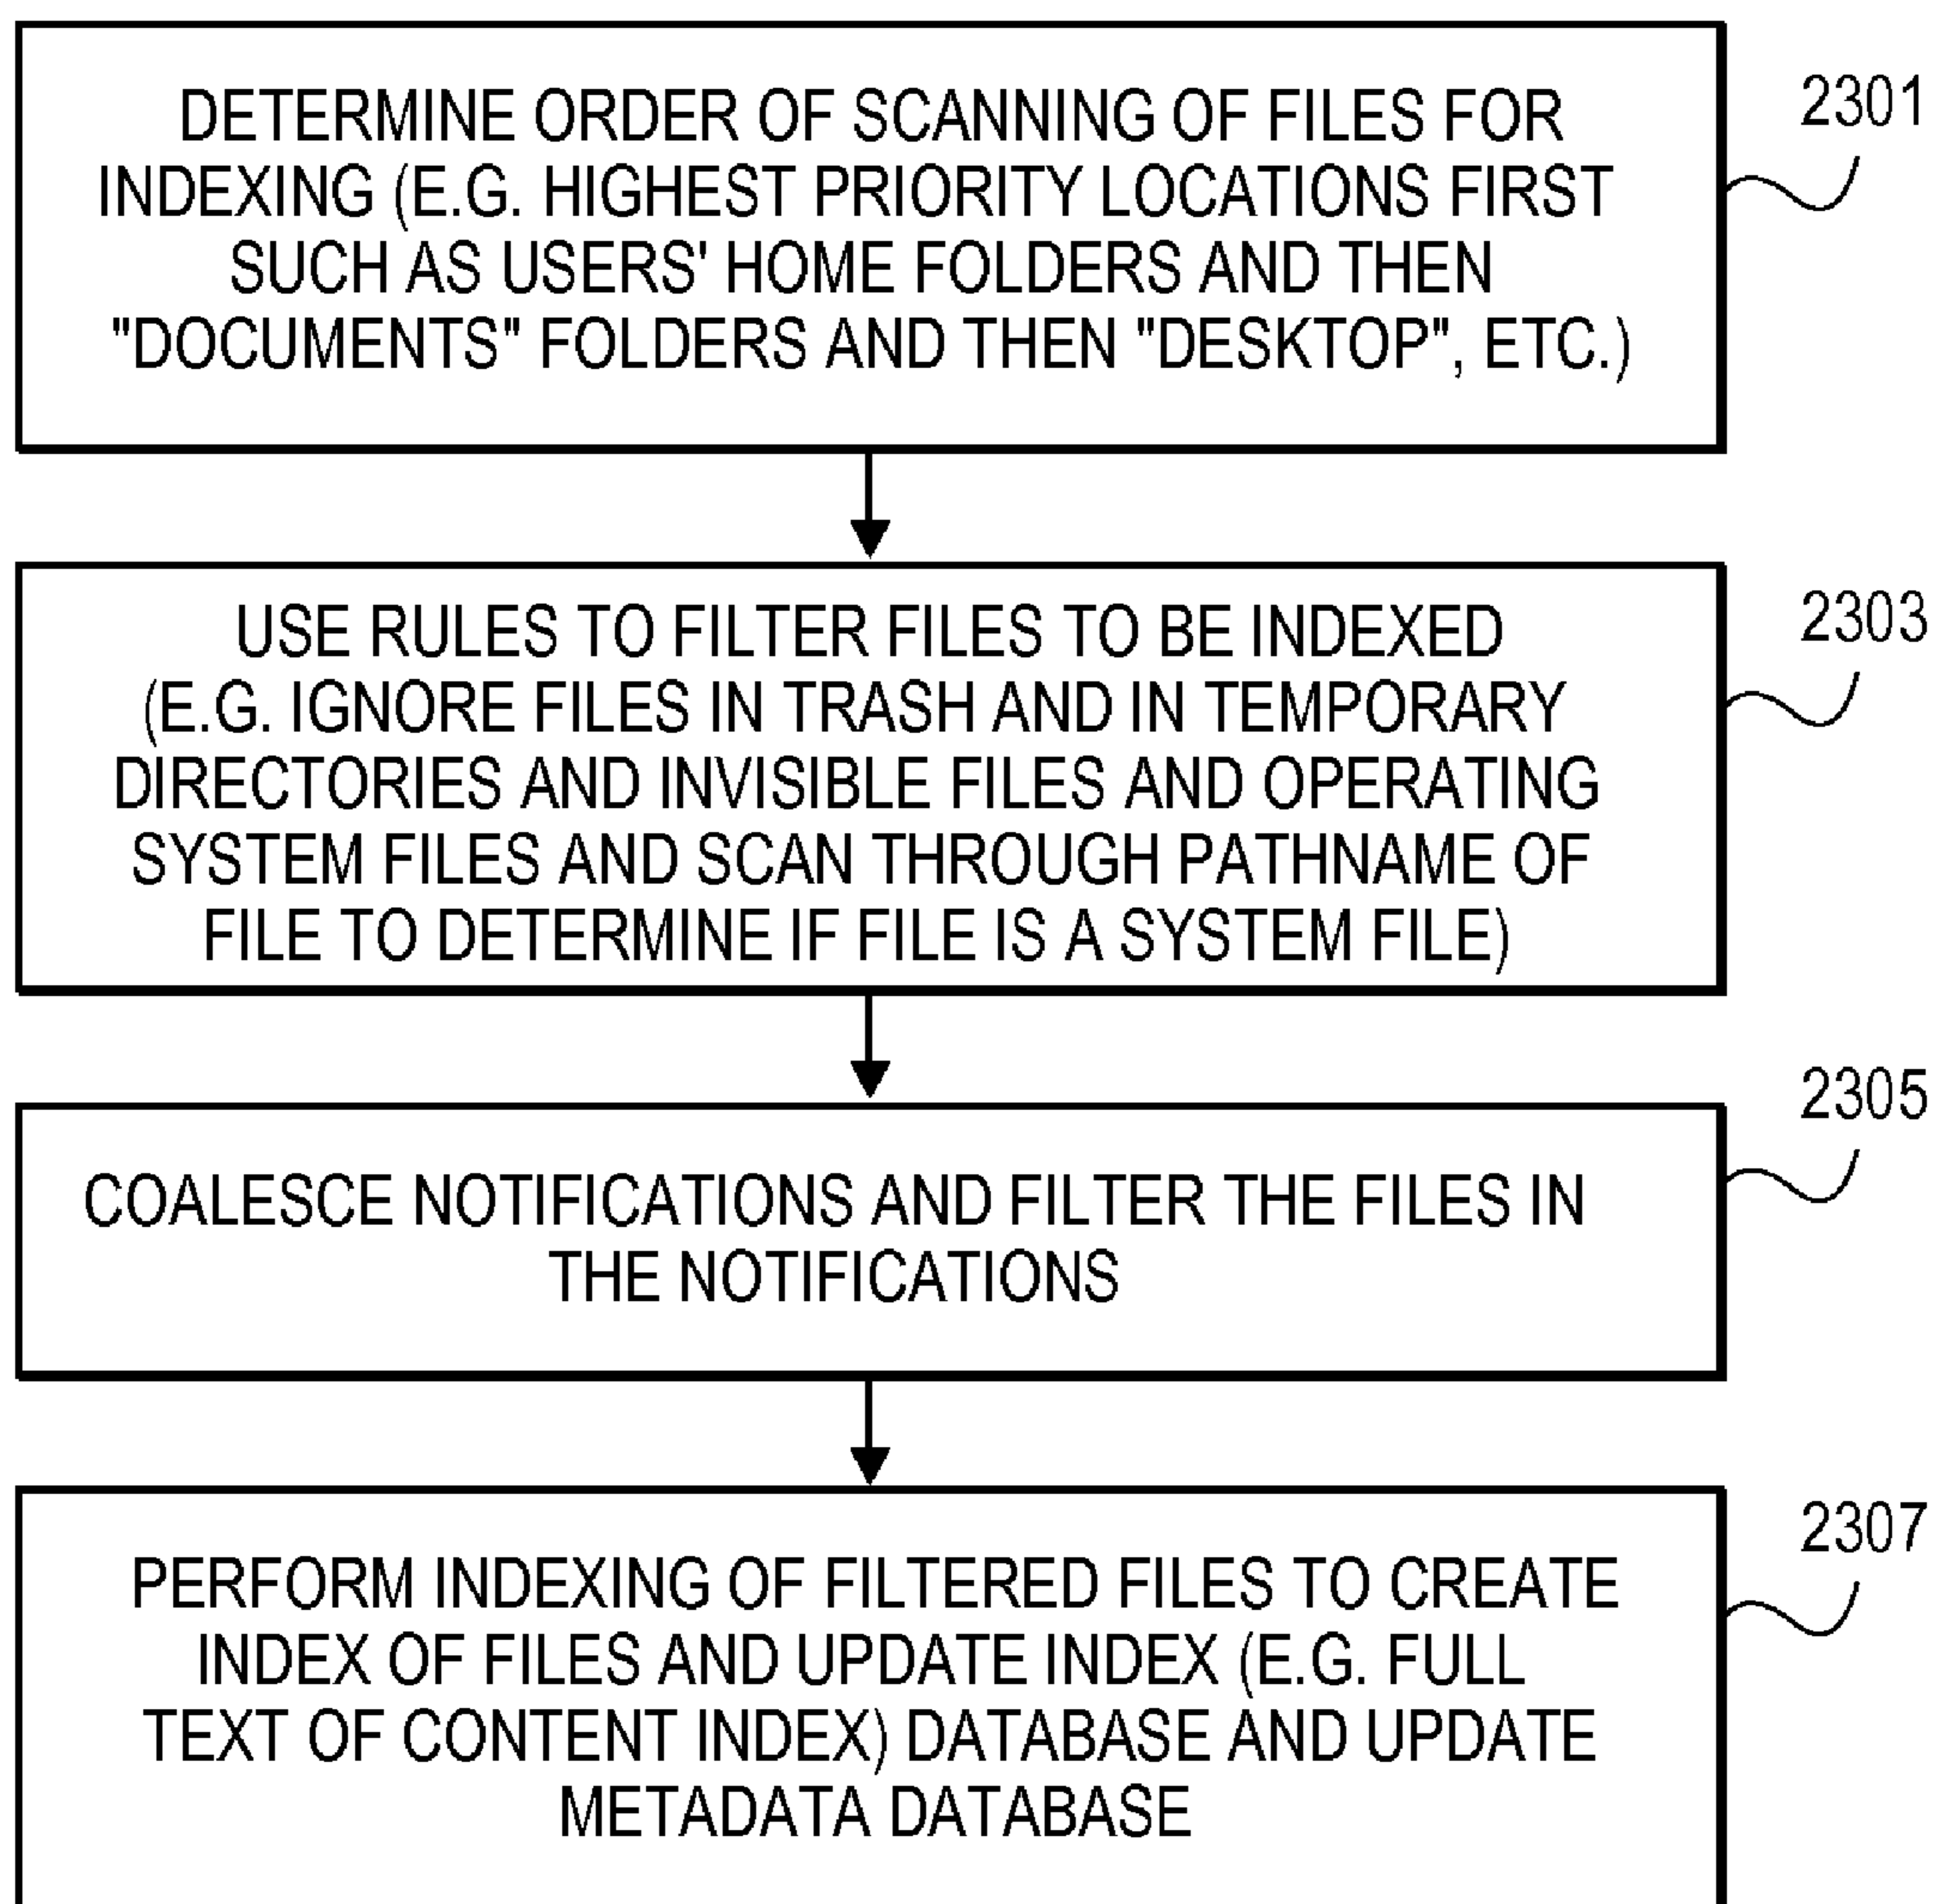 DETERMINE ORDER OF SCANNING OF FILES FOR
INDEXING (E.G. HIGHEST PRIORITY LOCATIONS FIRST
SUCH AS USERS' HOME FOLDERS AND THEN
"DOCUMENTS" FOLDERS AND THEN "DESKTOP", ETC.)
2301
USE RULES TO FILTER FILES TO BE INDEXED
(E.G. IGNORE FILES IN TRASH AND IN TEMPORARY
DIRECTORIES AND INVISIBLE FILES AND OPERATING
SYSTEM FILES AND SCAN THROUGH PATHNAME OF
FILE TO DETERMINE IF FILE IS A SYSTEM FILE)
2303
COALESCE NOTIFICATIONS AND FILTER THE FILES IN
THE NOTIFICATIONS
2305
PERFORM INDEXING OF FILTERED FILES TO CREATE
INDEX OF FILES AND UPDATE INDEX (E.G. FULL
TEXT OF CONTENT INDEX) DATABASE AND UPDATE
METADATA DATABASE
2307